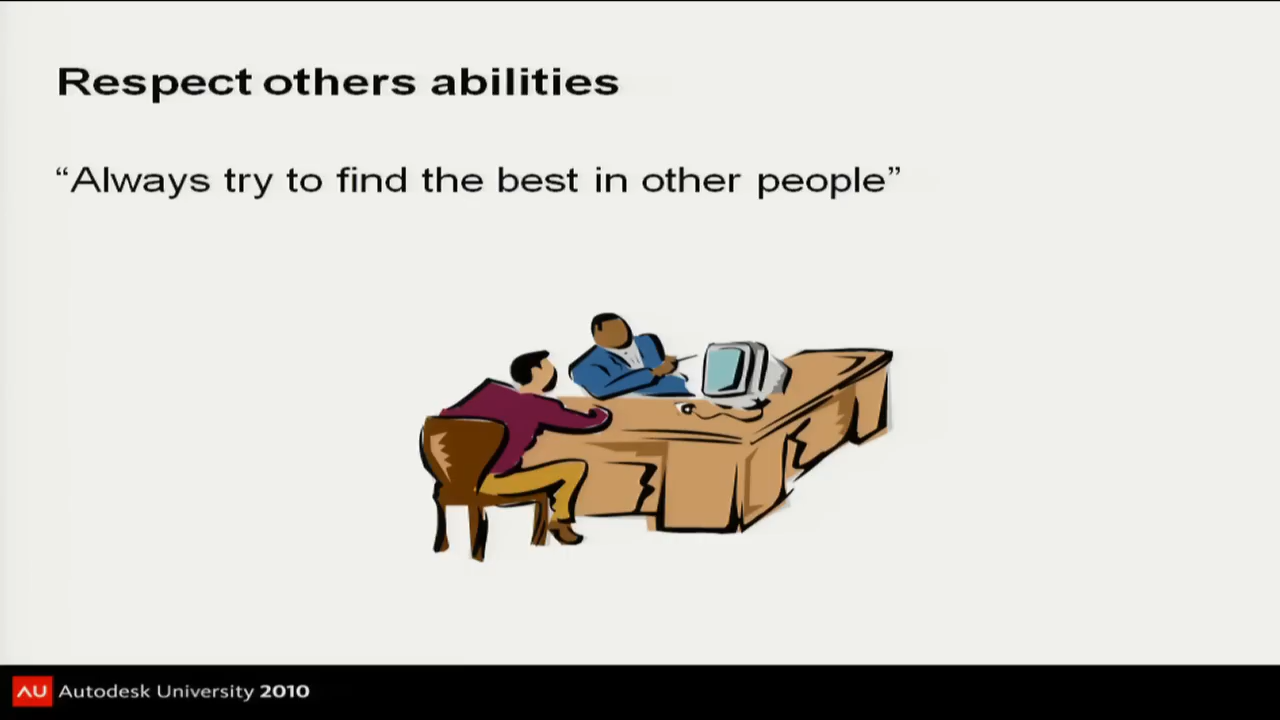 Respect others abilities
“Always try to find the best in other people”
AU Autodesk University 2010